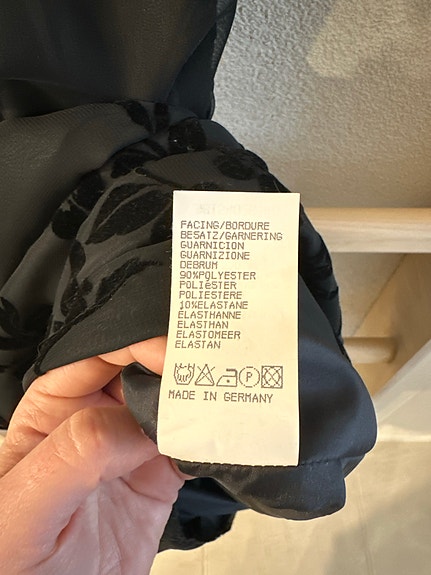 FACING/BORDURE
BESATZ/GARNERING
GUARNICION
GUARNIZIONE
DEBRUM
90%POLYESTER
POLIÉSTER
POLIESTERE
10%ELASTANE
ELASTHANNE
ELASTHAN
ELASTOMEER
ELASTAN
P
MADE IN GERMANY